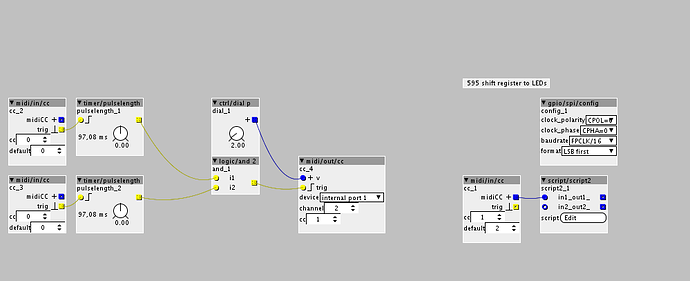 595 shift register to LEDs
midi/in/cc
cc_2
midiCC +
trig
cc 0
default 0
timer/pulselength
pulselength_1
97,08 ms
0.00
midi/in/cc
cc_3
midiCC +
trig
cc 0
default 0
timer/pulselength
pulselength_2
97,08 ms
0.00
ctrl/dial p
dial_1
+
2.00
logic/and 2
and_1
i1
i2
midi/out/cc
cc_4
+ v
trig
device internal port 1
channel 2
cc 1
gpio/spi/config
config_1
clock_polarity CPOL=0
clock_phase CPHA=0
baudrate FPCLK/16
format LSB first
midi/in/cc
cc_1
midiCC +
trig
cc 1
default 2
script/script2
script2_1
in1_out1_
in2_out2_
script Edit